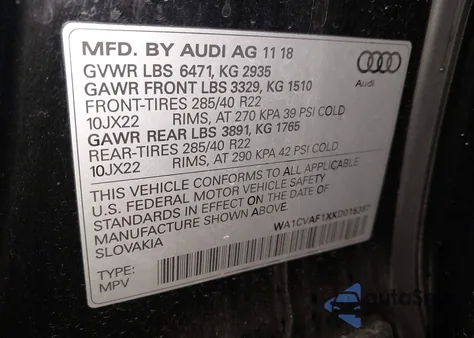 MFD. BY AUDI AG 11 18
GVWR LBS 6471, KG 2935
GAWR FRONT LBS 3329, KG 1510
FRONT-TIRES 285/40 R22
10JX22 RIMS, AT 270 KPA 39 PSI COLD
GAWR REAR LBS 3891, KG 1765
REAR-TIRES 285/40 R22
10JX22 RIMS, AT 290 KPA 42 PSI COLD
THIS VEHICLE CONFORMS TO ALL APPLICABLE
U.S. FEDERAL MOTOR VEHICLE SAFETY
STANDARDS IN EFFECT ON THE DATE OF
MANUFACTURE SHOWN ABOVE.
SLOVAKIA
TYPE:
MPV
Audi